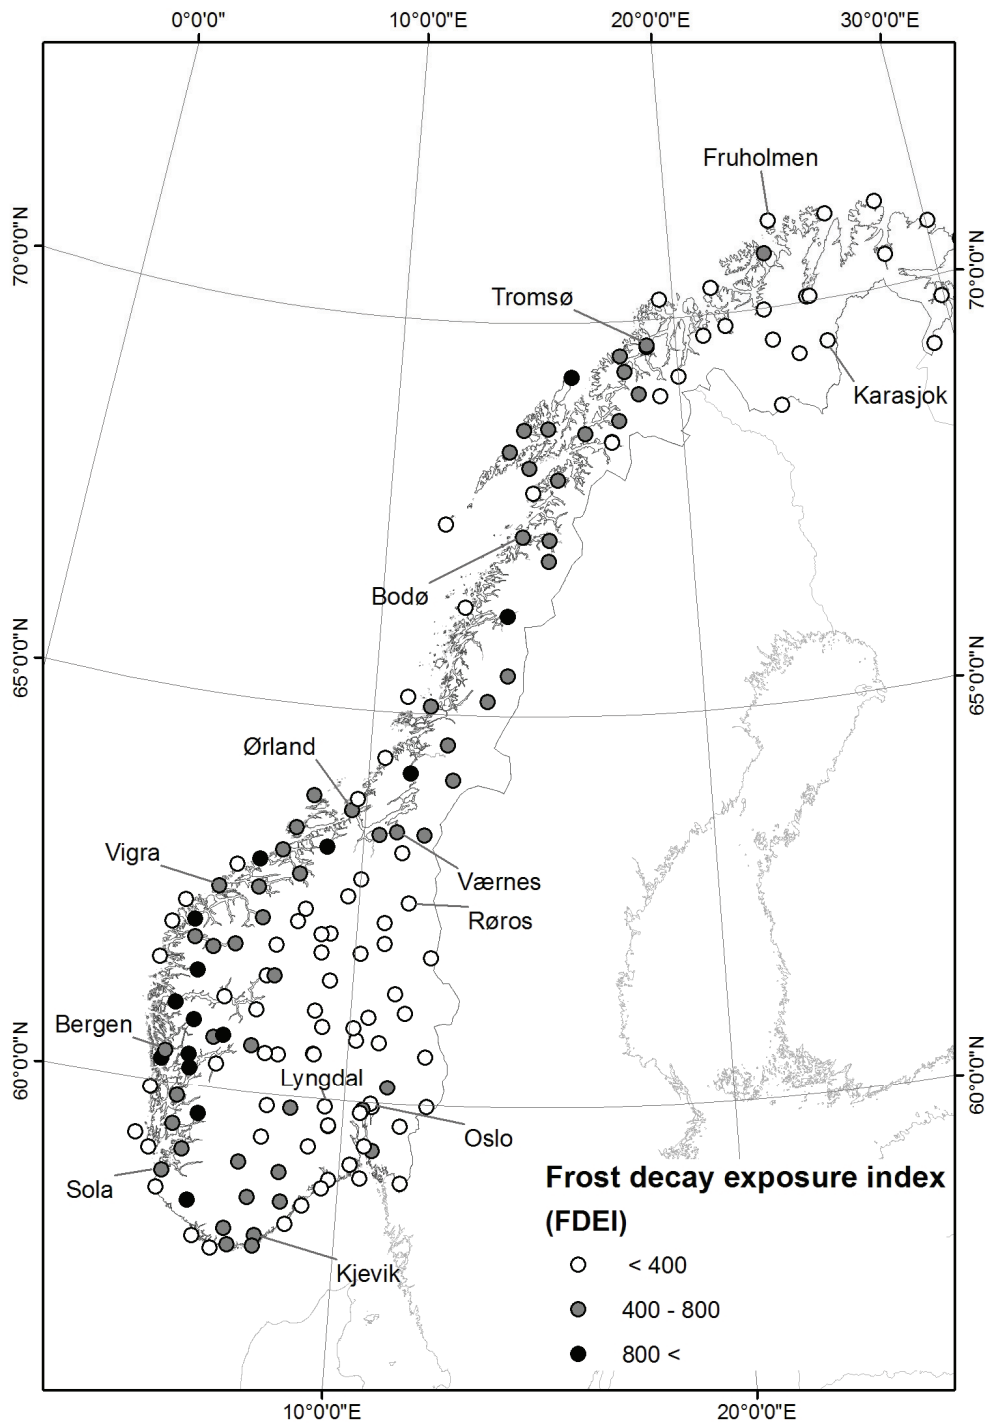 0°0'0" 10°0'0"E 20°0'0"E 30°0'0"E
Fruholmen
70°0'0"N
70°0'0"N
Tromsø
Karasjok
Bodø
65°0'0"N
65°0'0"N
Ørland
Vigra
Værnes
Røros
Bergen
60°0'0"N
60°0'0"N
Lyngdal
Oslo
Sola
Frost decay exposure index
(FDEI)
Kjevik
< 400
400 - 800
800 <
10°0'0"E 20°0'0"E